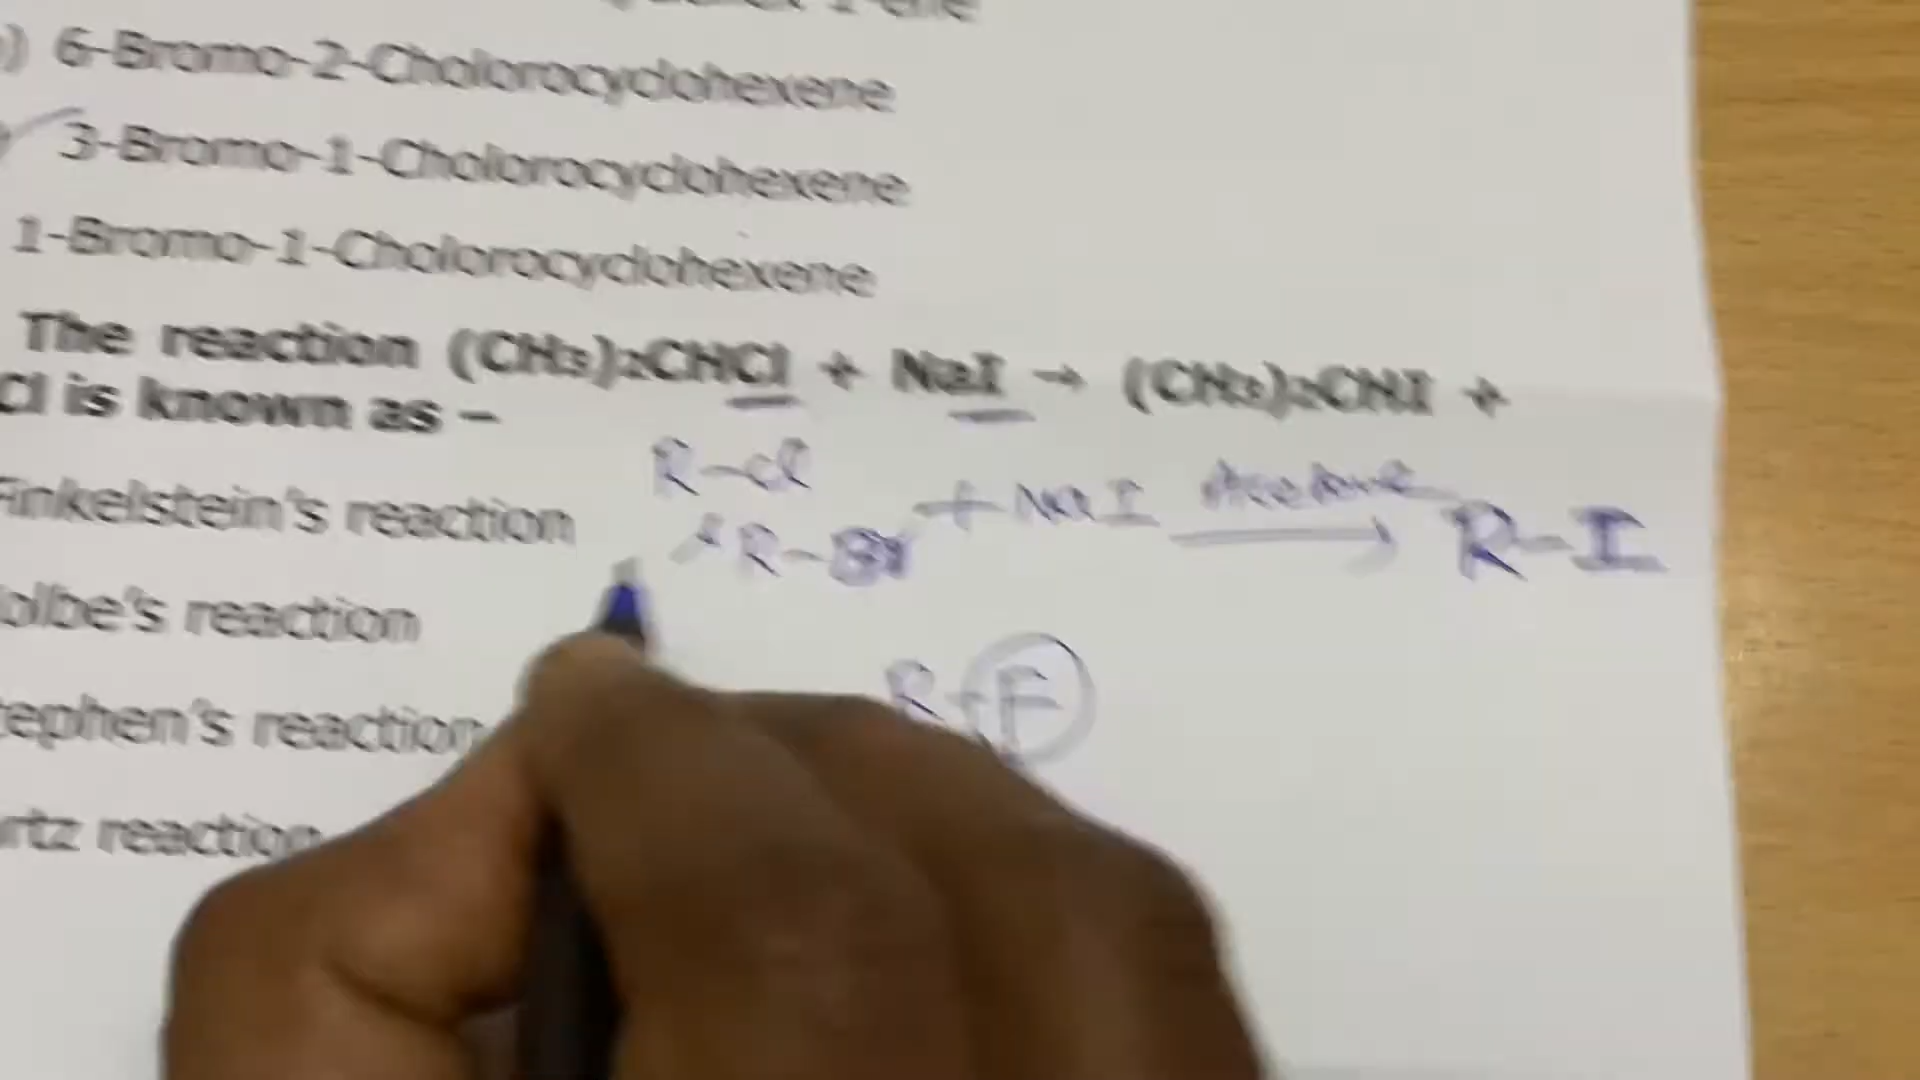 6-Bromo-2-Cholorocyclohexene
3-Bromo-1-Cholorocyclohexene
1-Bromo-1-Cholorocyclohexene
The reaction (CH₃)₂CHCl + NaI → (CH₃)₂CHI +
Cl is known as –
R-Cl
R-Br + NaI Acetone → R-I
Finkelstein's reaction
olbe's reaction
R-F
tephen's reaction
rtz reaction